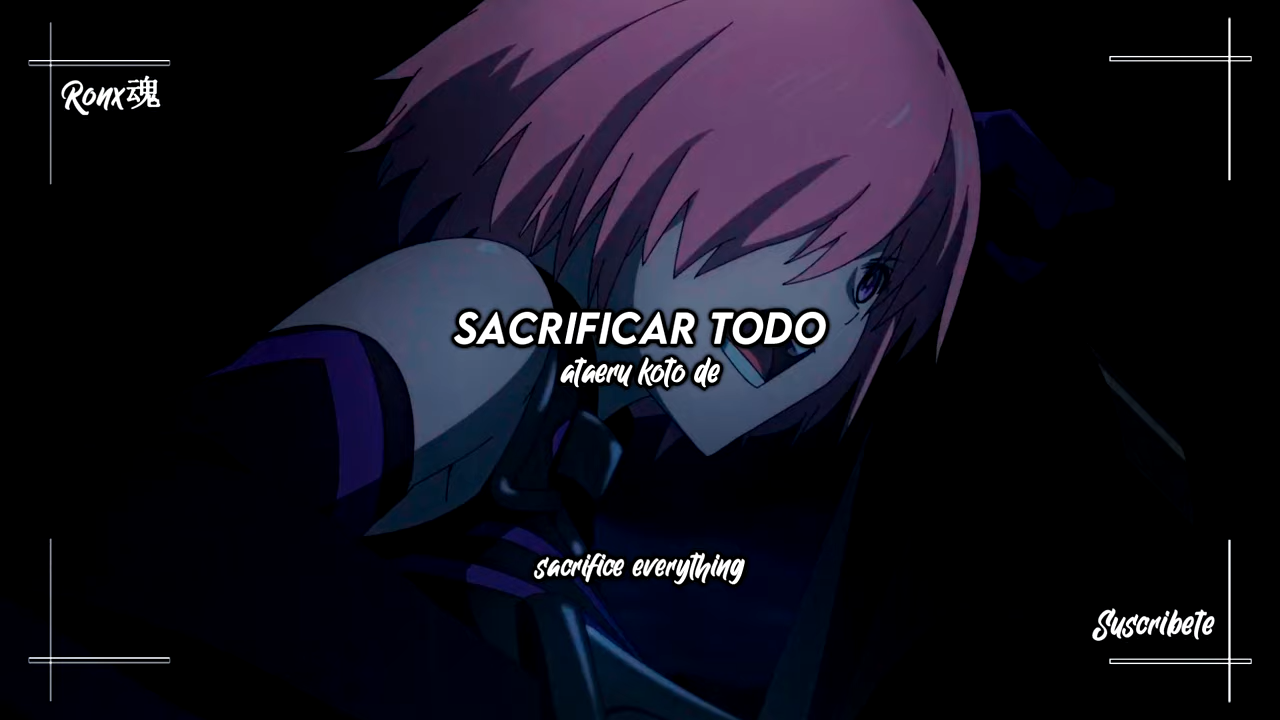 Ronx魂
SACRIFICAR TODO
ataeru koto de
sacrifice everything
Suscribete